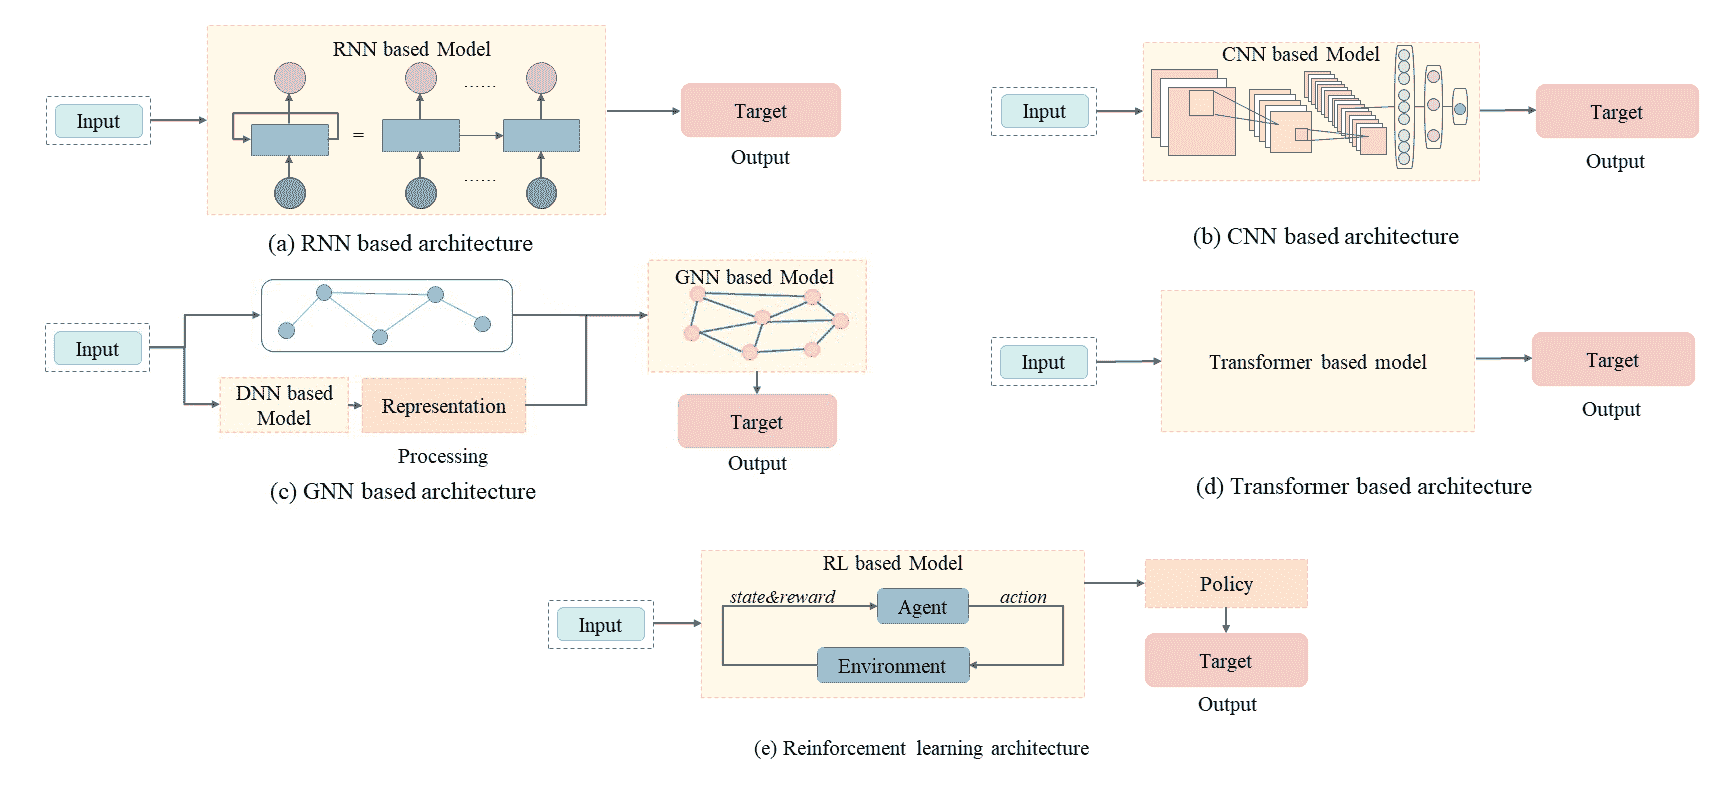 RNN based Model
Input
......
=
......
Target
Output
(a) RNN based architecture
CNN based Model
Input
Target
Output
(b) CNN based architecture
GNN based Model
Input
DNN based
Model
Representation
Processing
Target
Output
(c) GNN based architecture
Input
Transformer based model
Target
Output
(d) Transformer based architecture
RL based Model
Input
state&reward
Agent
action
Environment
Policy
Target
Output
(e) Reinforcement learning architecture